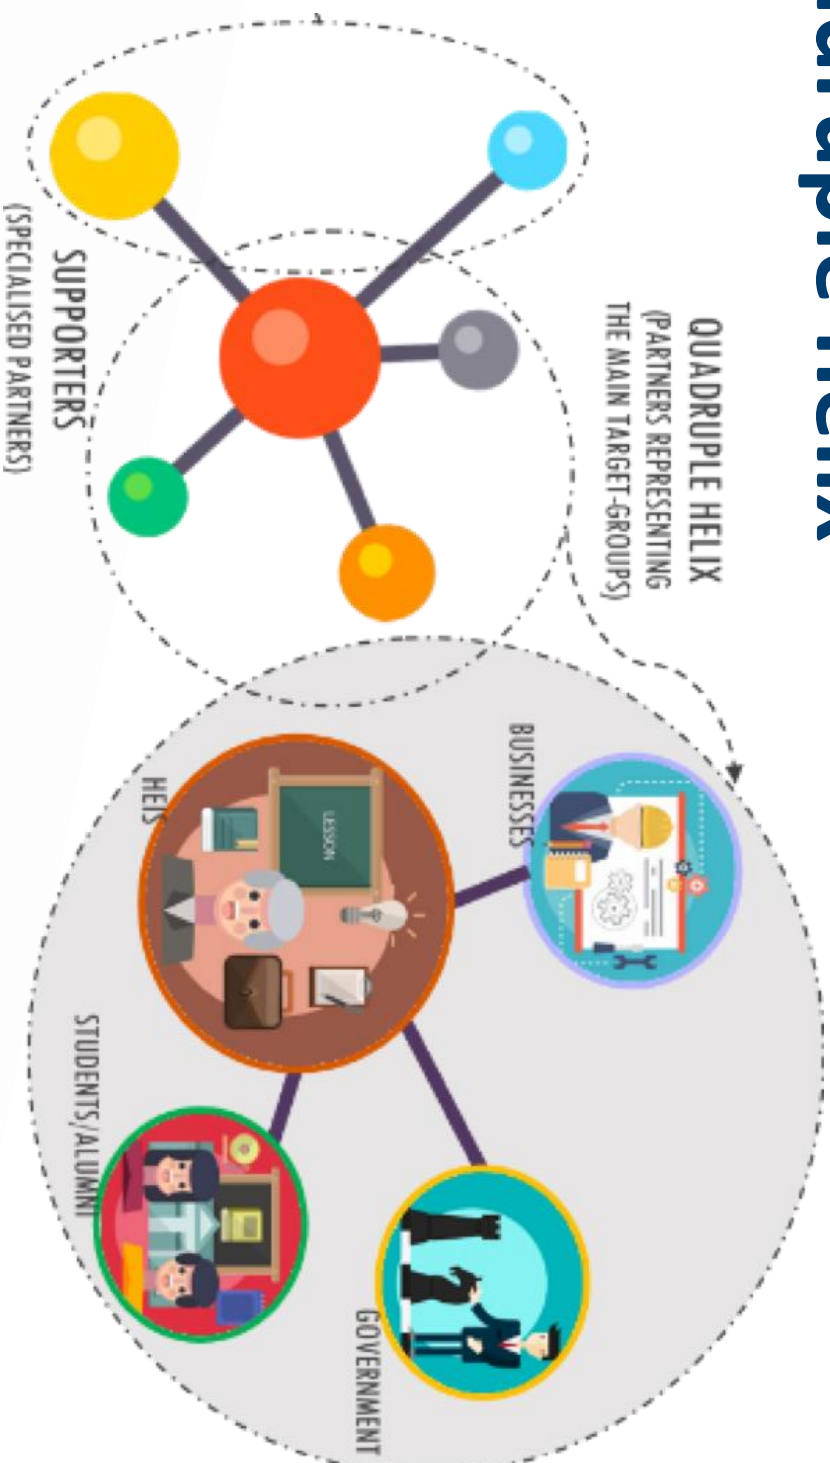 QUADRUPLE HELIX
(PARTNERS REPRESENTING
THE MAIN TARGET-GROUPS)
SUPPORTERS
(SPECIALISED PARTNERS)
BUSINESSES
LESSON
HEIS
GOVERNMENT
STUDENTS/ALUMNI